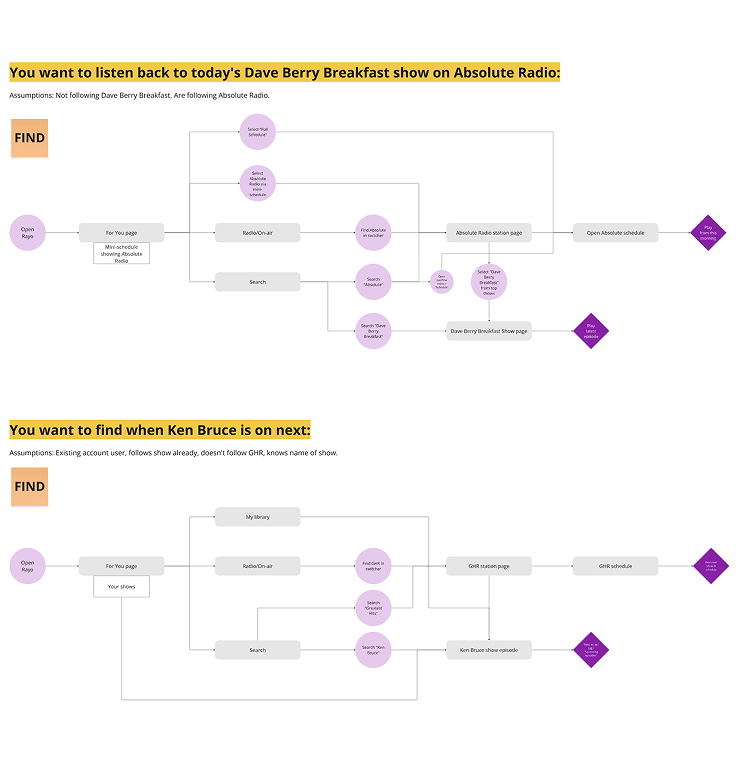 You want to listen back to today's Dave Berry Breakfast show on Absolute Radio:
Assumptions: Not following Dave Berry Breakfast. Are following Absolute Radio.
FIND
Select "Full
Schedule"
Select
Absolute
Radio via
mini-
schedule
Open
Rayo
For You page
Mini-schedule
showing Absolute
Radio
Radio/On-air
Find Absolute
in switcher
Absolute Radio station page
Open Absolute schedule
Play
from this
morning
Search
Search
"Absolute"
Select "Dave
Berry
Breakfast"
from top
shows
Search "Dave
Berry
Breakfast"
Dave Berry Breakfast Show page
Play
latest
episode
You want to find when Ken Bruce is on next:
Assumptions: Existing account user, follows show already, doesn't follow GHR, knows name of show.
FIND
My library
Open
Rayo
For You page
Your shows
Radio/On-air
Find GHR in
switcher
GHR station page
GHR schedule
Search
"Greatest
Hits"
Search
Search "Ken
Bruce"
Ken Bruce show episode